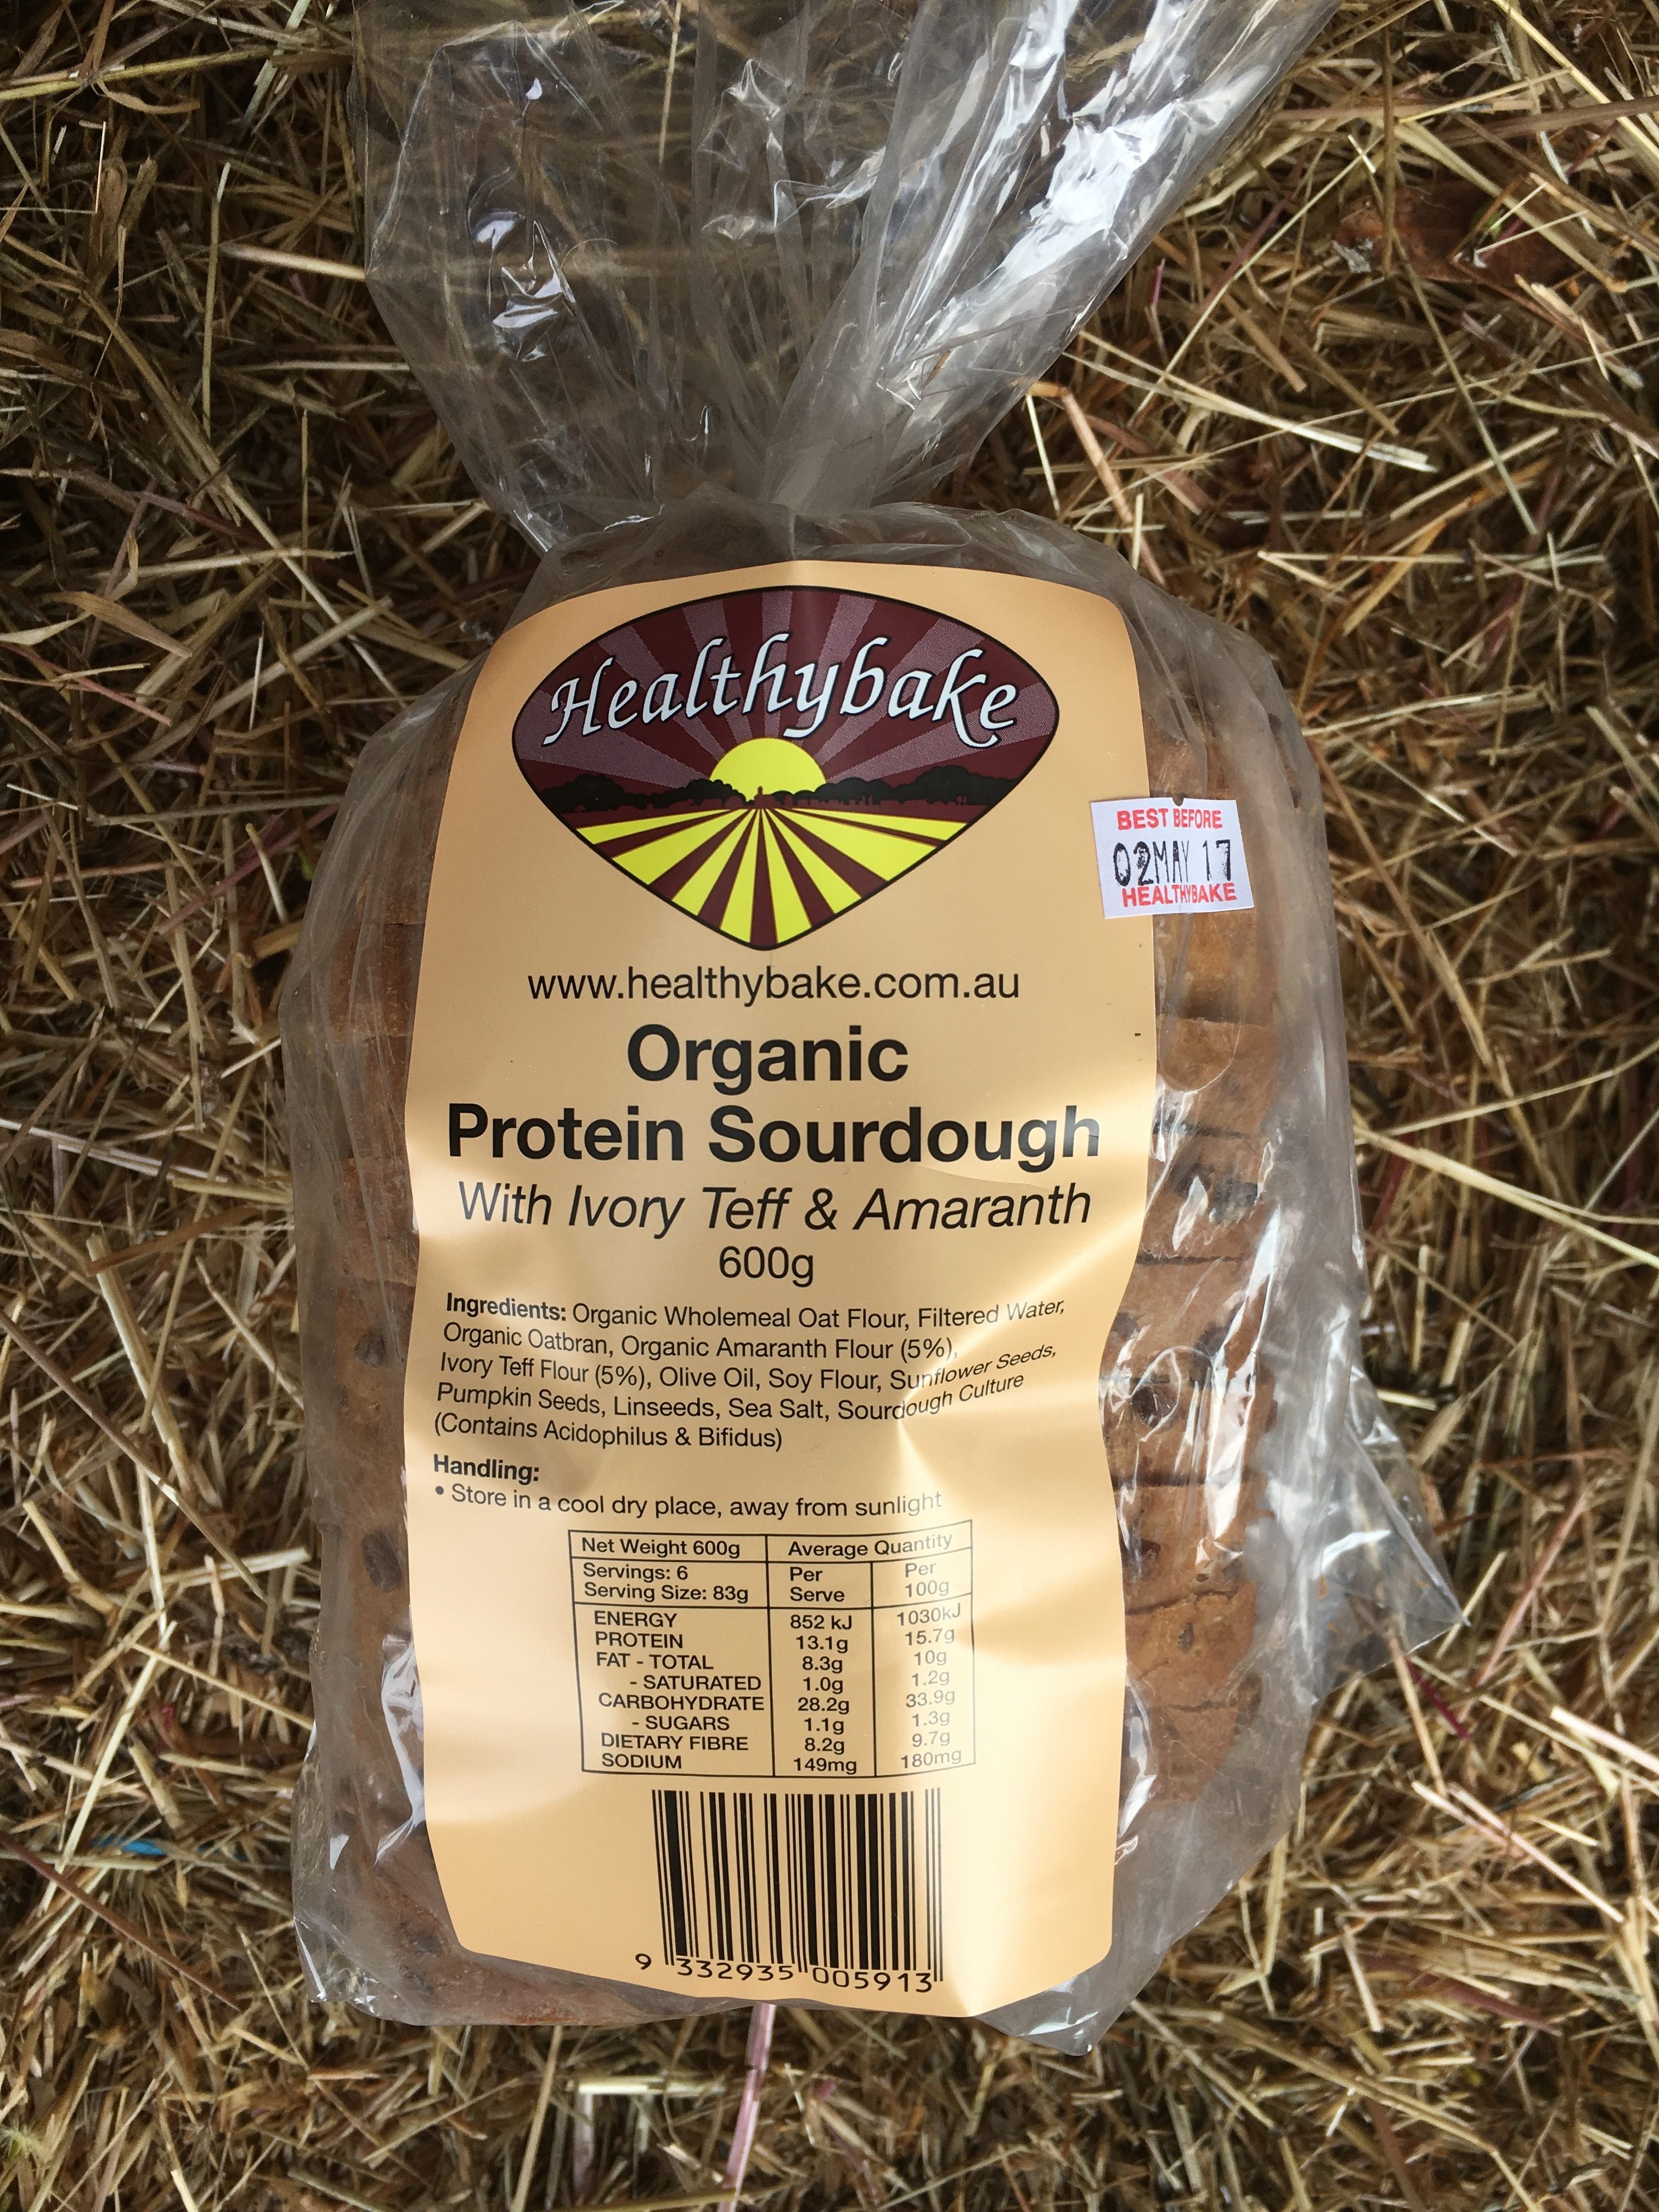 Healthybake
BEST BEFORE
02MAY 17
HEALTHYBAKE
www.healthybake.com.au
Organic
Protein Sourdough
With Ivory Teff & Amaranth
600g
Ingredients: Organic Wholemeal Oat Flour, Filtered Water,
Organic Oatbran, Organic Amaranth Flour (5%),
Ivory Teff Flour (5%), Olive Oil, Soy Flour, Sunflower Seeds,
Pumpkin Seeds, Linseeds, Sea Salt, Sourdough Culture
(Contains Acidophilus & Bifidus)
Handling:
• Store in a cool dry place, away from sunlight
Net Weight 600g Average Quantity
Servings: 6 Per Per
Serving Size: 83g Serve 100g
ENERGY 852 kJ 1030kJ
PROTEIN 13.1g 15.7g
FAT - TOTAL 8.3g 10g
- SATURATED 1.0g 1.2g
CARBOHYDRATE 28.2g 33.9g
- SUGARS 1.1g 1.3g
DIETARY FIBRE 8.2g 9.7g
SODIUM 149mg 180mg
9 332935 005913